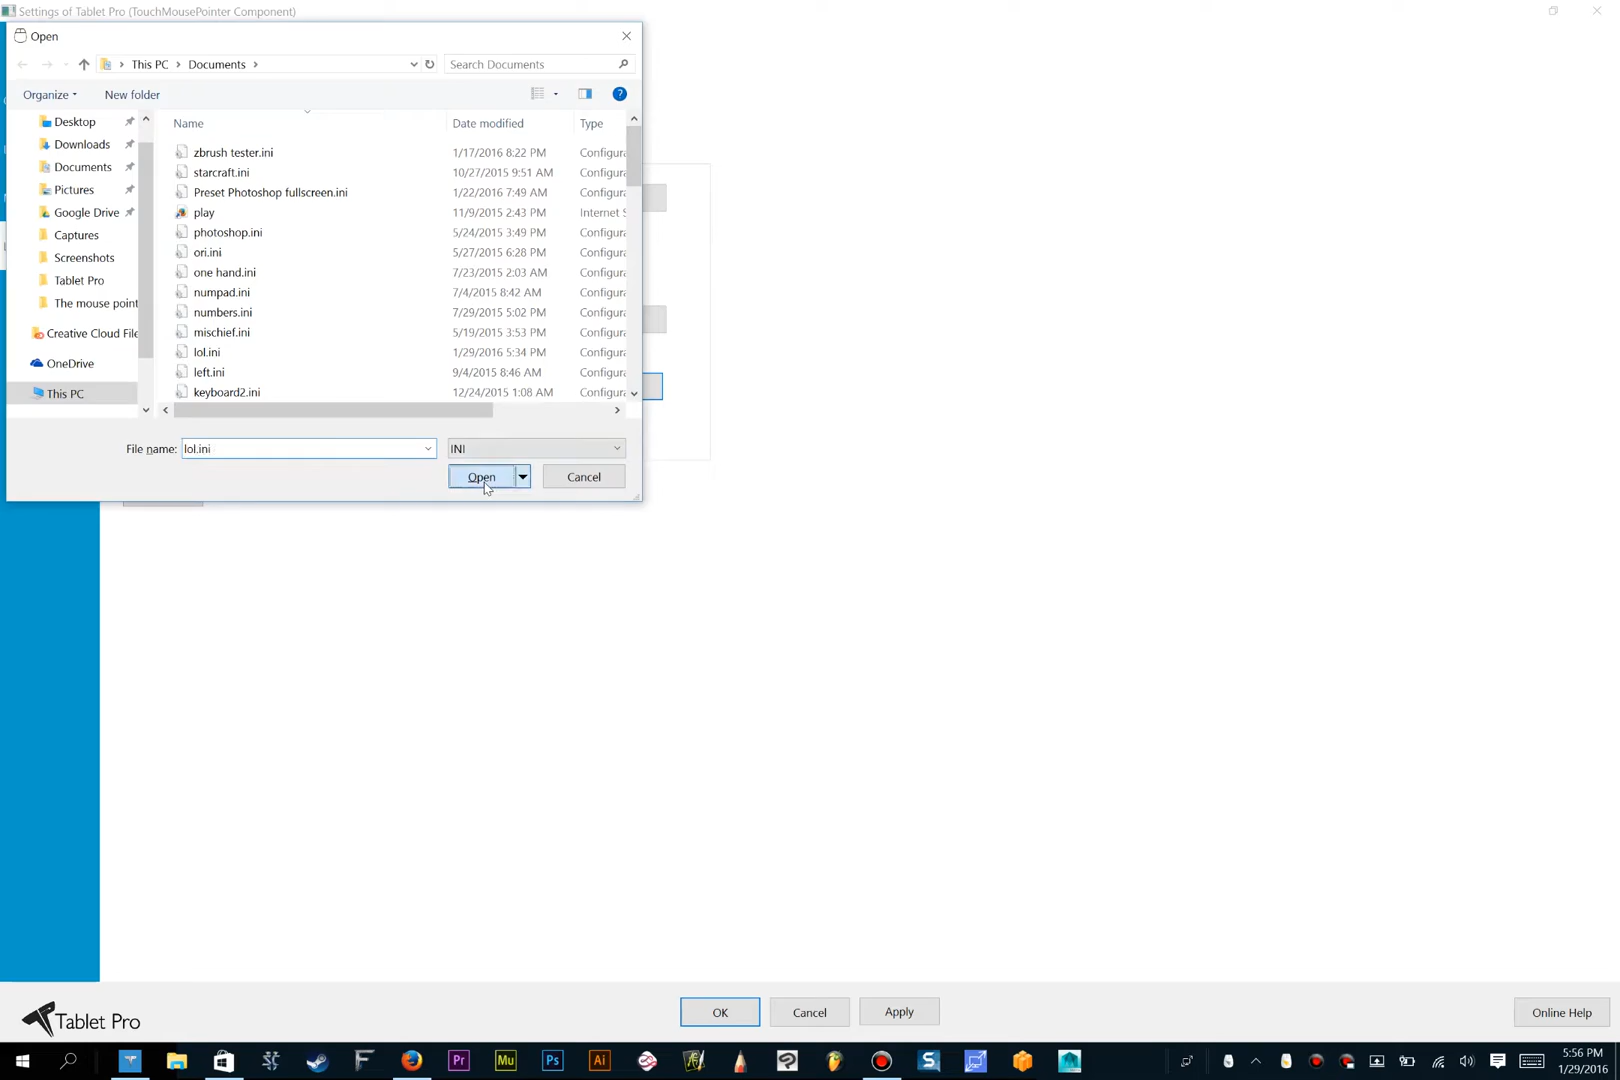 Settings of Tablet Pro (TouchMousePointer Component)
Open
This PC > Documents >
Search Documents
Organize
New folder
Name
Date modified
Type
Desktop
Downloads
Documents
Pictures
Google Drive
Captures
Screenshots
Tablet Pro
The mouse point
Creative Cloud File
OneDrive
This PC
zbrush tester.ini 1/17/2016 8:22 PM Configura
starcraft.ini 10/27/2015 9:51 AM Configura
Preset Photoshop fullscreen.ini 1/22/2016 7:49 AM Configura
play 11/9/2015 2:43 PM Internet S
photoshop.ini 5/24/2015 3:49 PM Configura
ori.ini 5/27/2015 6:28 PM Configura
one hand.ini 7/23/2015 2:03 AM Configura
numpad.ini 7/4/2015 8:42 AM Configura
numbers.ini 7/29/2015 5:02 PM Configura
mischief.ini 5/19/2015 3:53 PM Configura
lol.ini 1/29/2016 5:34 PM Configura
left.ini 9/4/2015 8:46 AM Configura
keyboard2.ini 12/24/2015 1:08 AM Configura
File name: lol.ini
INI
Open
Cancel
Tablet Pro
OK
Cancel
Apply
Online Help
Pr
Mu
Ps
Ai
5:56 PM
1/29/2016